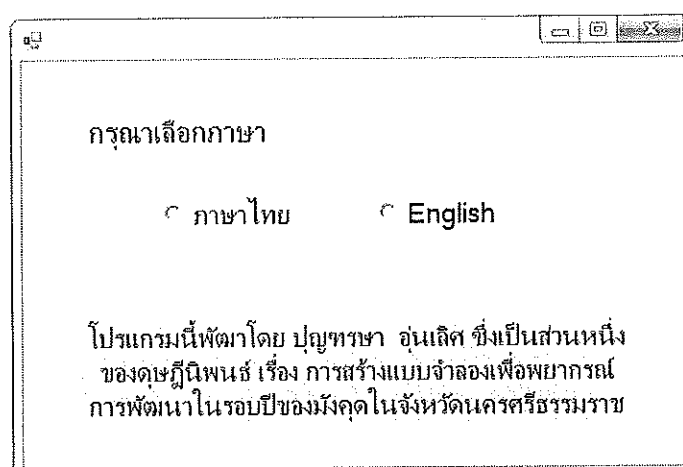 กรุณาเลือกภาษา
ภาษาไทย English
โปรแกรมนี้พัฒาโดย ปุญฑรษา อุ่นเลิศ ซึ่งเป็นส่วนหนึ่ง
ของดุษฎีนิพนธ์ เรื่อง การสร้างแบบจำลองเพื่อพยากรณ์
การพัฒนาในรอบปีของมังคุดในจังหวัดนครศรีธรรมราช